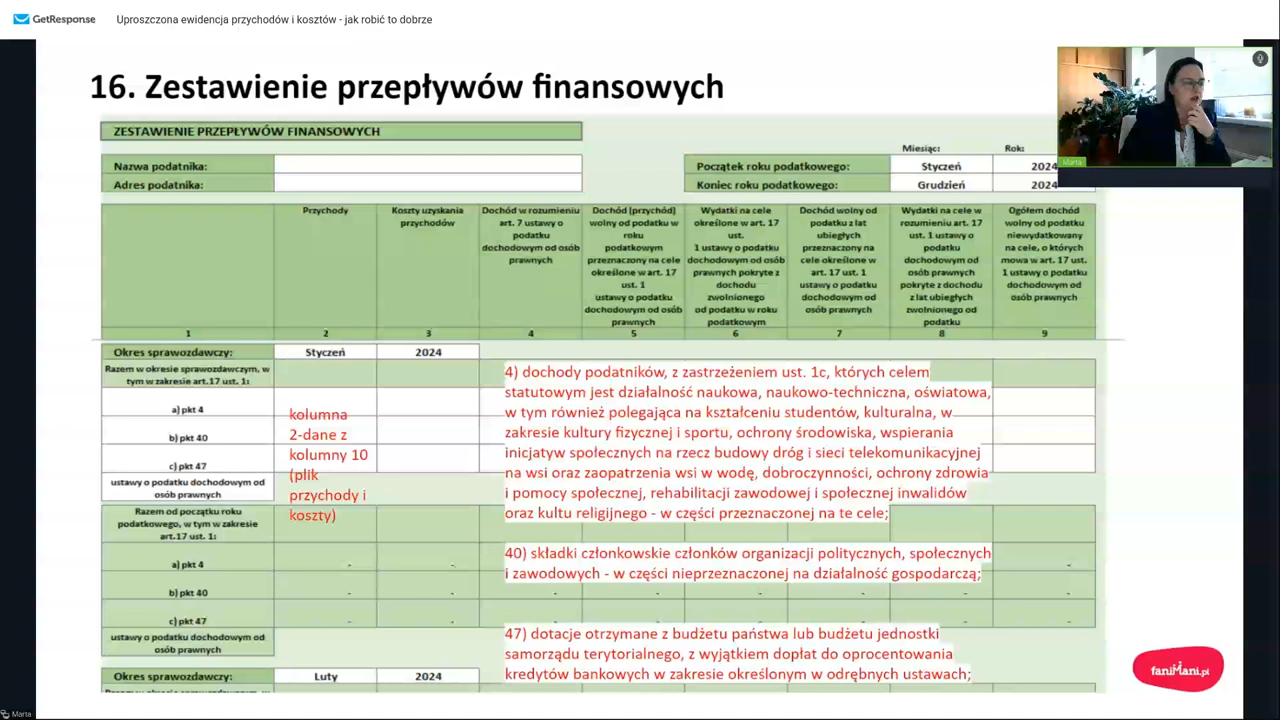 GetResponse
Uproszczona ewidencja przychodów i kosztów - jak robić to dobrze
16. Zestawienie przepływów finansowych
Marta
ZESTAWIENIE PRZEPŁYWÓW FINANSOWYCH
Miesiąc: Rok:
Nazwa podatnika:
Początek roku podatkowego: Styczeń 2024
Adres podatnika:
Koniec roku podatkowego: Grudzień 2024
Przychody
Koszty uzyskania
przychodów
Dochód w rozumieniu
art. 7 ustawy o
podatku
dochodowym od osób
prawnych
Dochód (przychód)
wolny od podatku w
roku
podatkowym
przeznaczony na cele
określone w art. 17
ust. 1
ustawy o podatku
dochodowym od osób
prawnych
Wydatki na cele
określone w art. 17
ust.
1 ustawy o podatku
dochodowym od osób
prawnych pokryte z
dochodu
zwolnionego
od podatku w roku
podatkowym
Dochód wolny od
podatku z lat
ubiegłych
przeznaczony na
cele określone w
art. 17 ust. 1
ustawy o podatku
dochodowym od osób
prawnych
Wydatki na cele w
rozumieniu art. 17
ust. 1 ustawy o
podatku
dochodowym od
osób prawnych
pokryte z dochodu
z lat ubiegłych
zwolnionego od
podatku
Ogółem dochód
wolny od podatku
niewydatkowany
na cele, o których
mowa w art. 17 ust.
1 ustawy o podatku
dochodowym od
osób prawnych
1 2 3 4 5 6 7 8 9
Okres sprawozdawczy: Styczeń 2024
Razem w okresie sprawozdawczym, w
tym w zakresie art.17 ust. 1:
a) pkt 4
b) pkt 40
c) pkt 47
ustawy o podatku dochodowym od
osób prawnych
kolumna
2-dane z
kolumny 10
(plik
przychody i
koszty)
4) dochody podatników, z zastrzeżeniem ust. 1c, których celem
statutowym jest działalność naukowa, naukowo-techniczna, oświatowa,
w tym również polegająca na kształceniu studentów, kulturalna, w
zakresie kultury fizycznej i sportu, ochrony środowiska, wspierania
inicjatyw społecznych na rzecz budowy dróg i sieci telekomunikacyjnej
na wsi oraz zaopatrzenia wsi w wodę, dobroczynności, ochrony zdrowia
i pomocy społecznej, rehabilitacji zawodowej i społecznej inwalidów
oraz kultu religijnego - w części przeznaczonej na te cele;
Razem od początku roku
podatkowego, w tym w zakresie
art.17 ust. 1:
a) pkt 4 - - -
b) pkt 40 - - - - - - - -
c) pkt 47 - - - - - - - -
ustawy o podatku dochodowym od
osób prawnych
40) składki członkowskie członków organizacji politycznych, społecznych
i zawodowych - w części nieprzeznaczonej na działalność gospodarczą;
47) dotacje otrzymane z budżetu państwa lub budżetu jednostki
samorządu terytorialnego, z wyjątkiem dopłat do oprocentowania
kredytów bankowych w zakresie określonym w odrębnych ustawach;
Okres sprawozdawczy: Luty 2024
faniMani.pl
Marta